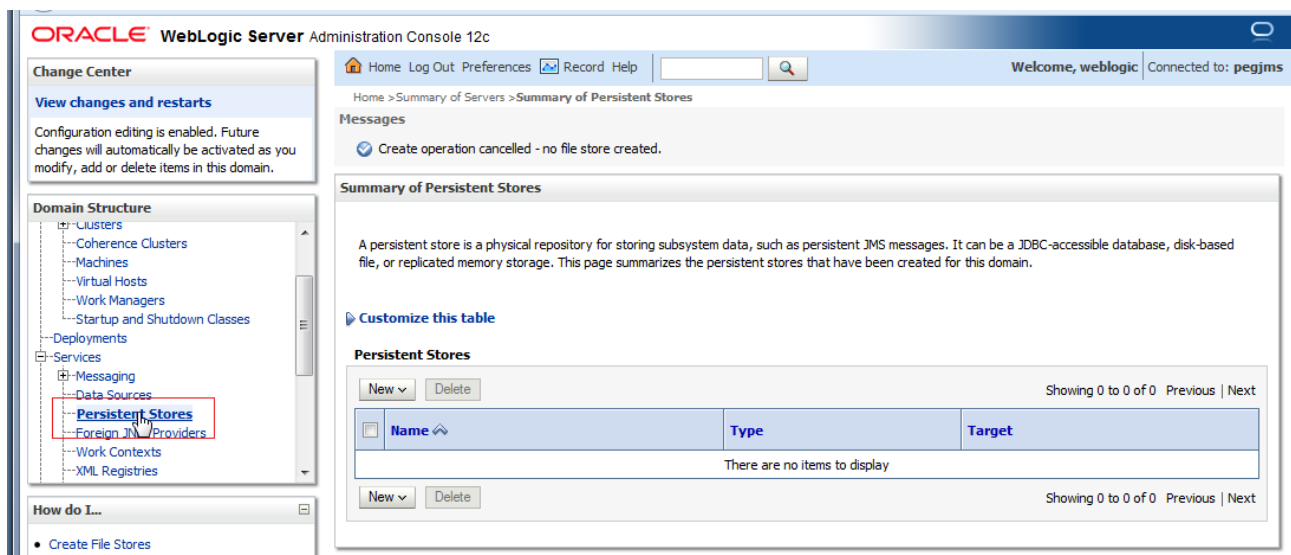 ORACLE WebLogic Server Administration Console 12c
Change Center
View changes and restarts
Configuration editing is enabled. Future
changes will automatically be activated as you
modify, add or delete items in this domain.
Domain Structure
Clusters
Coherence Clusters
Machines
Virtual Hosts
Work Managers
Startup and Shutdown Classes
Deployments
Services
Messaging
Data Sources
Persistent Stores
Foreign JMS Providers
Work Contexts
XML Registries
How do I...
Create File Stores
Home Log Out Preferences Record Help
Welcome, weblogic Connected to: pegjms
Home >Summary of Servers >Summary of Persistent Stores
Messages
Create operation cancelled - no file store created.
Summary of Persistent Stores
A persistent store is a physical repository for storing subsystem data, such as persistent JMS messages. It can be a JDBC-accessible database, disk-based
file, or replicated memory storage. This page summarizes the persistent stores that have been created for this domain.
Customize this table
Persistent Stores
New Delete Showing 0 to 0 of 0 Previous | Next
Name Type Target
There are no items to display
New Delete Showing 0 to 0 of 0 Previous | Next